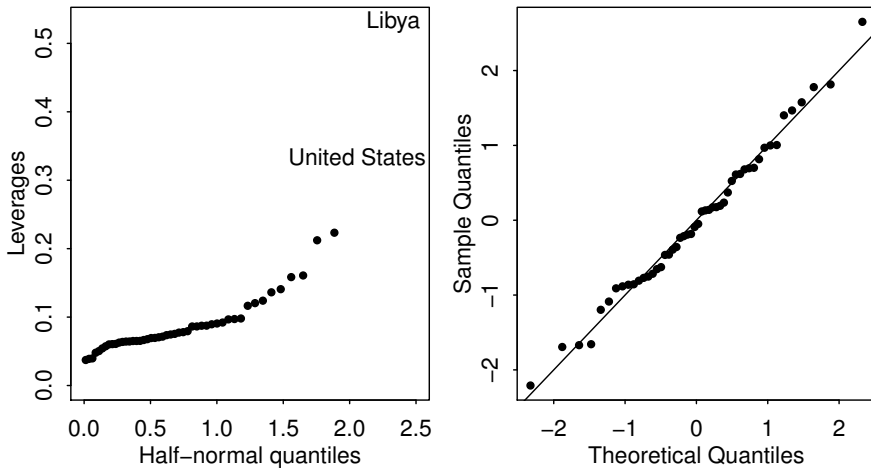 Libya
United States
Leverages
0.0
0.1
0.2
0.3
0.4
0.5
0.0 0.5 1.0 1.5 2.0 2.5
Half−normal quantiles
Sample Quantiles
−2
−1
0
1
2
−2 −1 0 1 2
Theoretical Quantiles